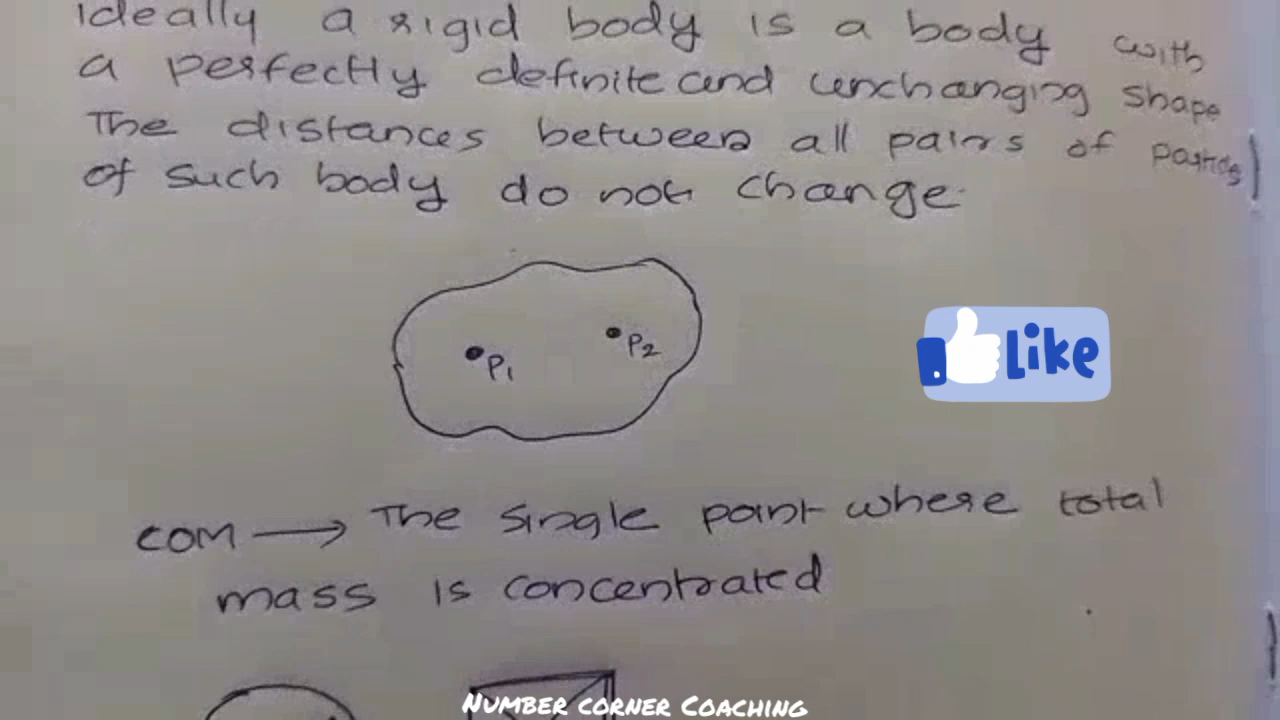 ideally a rigid body is a body with
a perfectly definite and unchanging shape
The distances between all pairs of particles
of such body do not change.
P1
P2
Like
COM → The single point where total
mass is concentrated
NUMBER CORNER COACHING